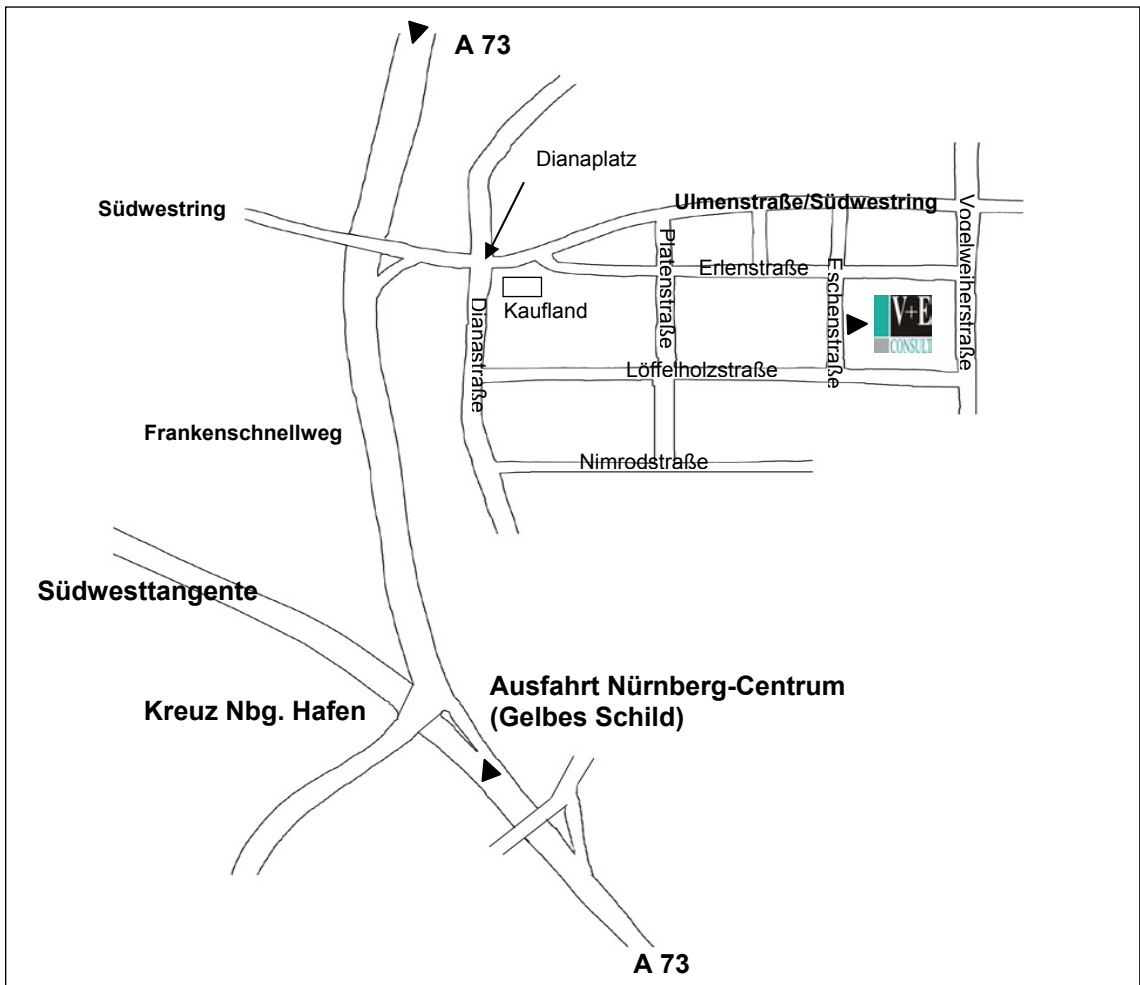 A 73
Dianaplatz
Südwestring
Ulmenstraße/Südwestring
Vogelweiherstraße
Platenstraße
Erlenstraße
Eschenstraße
Kaufland
Dianastraße
V+E
CONSULT
Löffelholzstraße
Frankenschnellweg
Nimrodstraße
Südwesttangente
Ausfahrt Nürnberg-Centrum
(Gelbes Schild)
Kreuz Nbg. Hafen
A 73